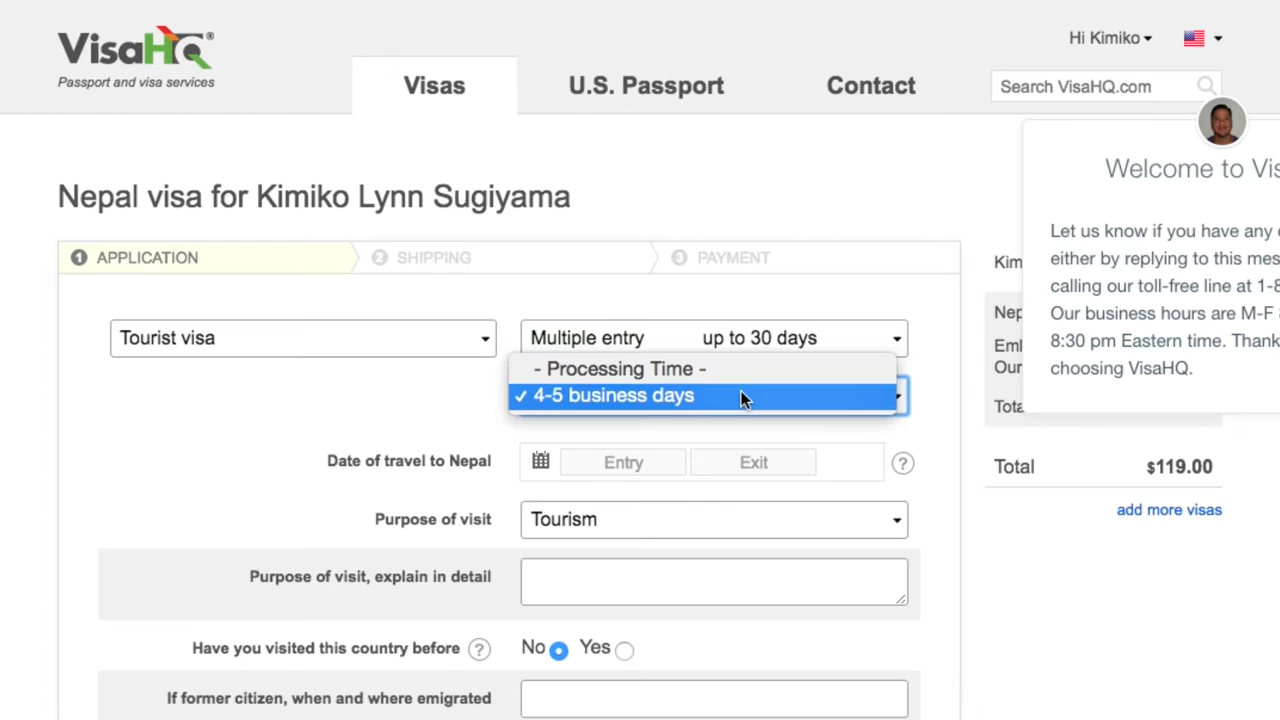 VisaHQ®
Passport and visa services
Hi Kimiko
Visas
U.S. Passport
Contact
Search VisaHQ.com
Nepal visa for Kimiko Lynn Sugiyama
1 APPLICATION
2 SHIPPING
3 PAYMENT
Tourist visa
Multiple entry up to 30 days
- Processing Time -
✓ 4-5 business days
Date of travel to Nepal
Entry
Exit
?
Purpose of visit
Tourism
Purpose of visit, explain in detail
Have you visited this country before ?
No
Yes
If former citizen, when and where emigrated
Welcome to Vis
Let us know if you have any
either by replying to this mes
calling our toll-free line at 1-8
Our business hours are M-F
8:30 pm Eastern time. Thank
choosing VisaHQ.
Kim
Nep
Em
Our
Tota
Total
$119.00
add more visas